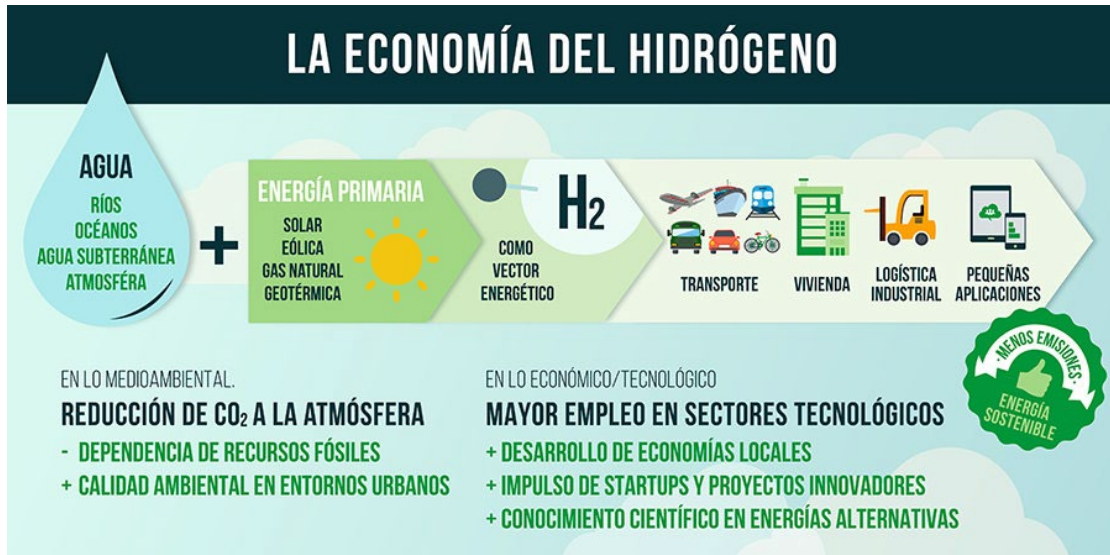 LA ECONOMÍA DEL HIDRÓGENO
AGUA
RÍOS
OCÉANOS
AGUA SUBTERRÁNEA
ATMOSFÉRA
+
ENERGÍA PRIMARIA
SOLAR
EÓLICA
GAS NATURAL
GEOTÉRMICA
H2
COMO
VECTOR
ENERGÉTICO
TRANSPORTE
VIVIENDA
LOGÍSTICA
INDUSTRIAL
PEQUEÑAS
APLICACIONES
·MENOS EMISIONES·
ENERGÍA
SOSTENIBLE
EN LO MEDIOAMBIENTAL.
REDUCCIÓN DE CO2 A LA ATMÓSFERA
- DEPENDENCIA DE RECURSOS FÓSILES
+ CALIDAD AMBIENTAL EN ENTORNOS URBANOS
EN LO ECONÓMICO/TECNOLÓGICO
MAYOR EMPLEO EN SECTORES TECNOLÓGICOS
+ DESARROLLO DE ECONOMÍAS LOCALES
+ IMPULSO DE STARTUPS Y PROYECTOS INNOVADORES
+ CONOCIMIENTO CIENTÍFICO EN ENERGÍAS ALTERNATIVAS